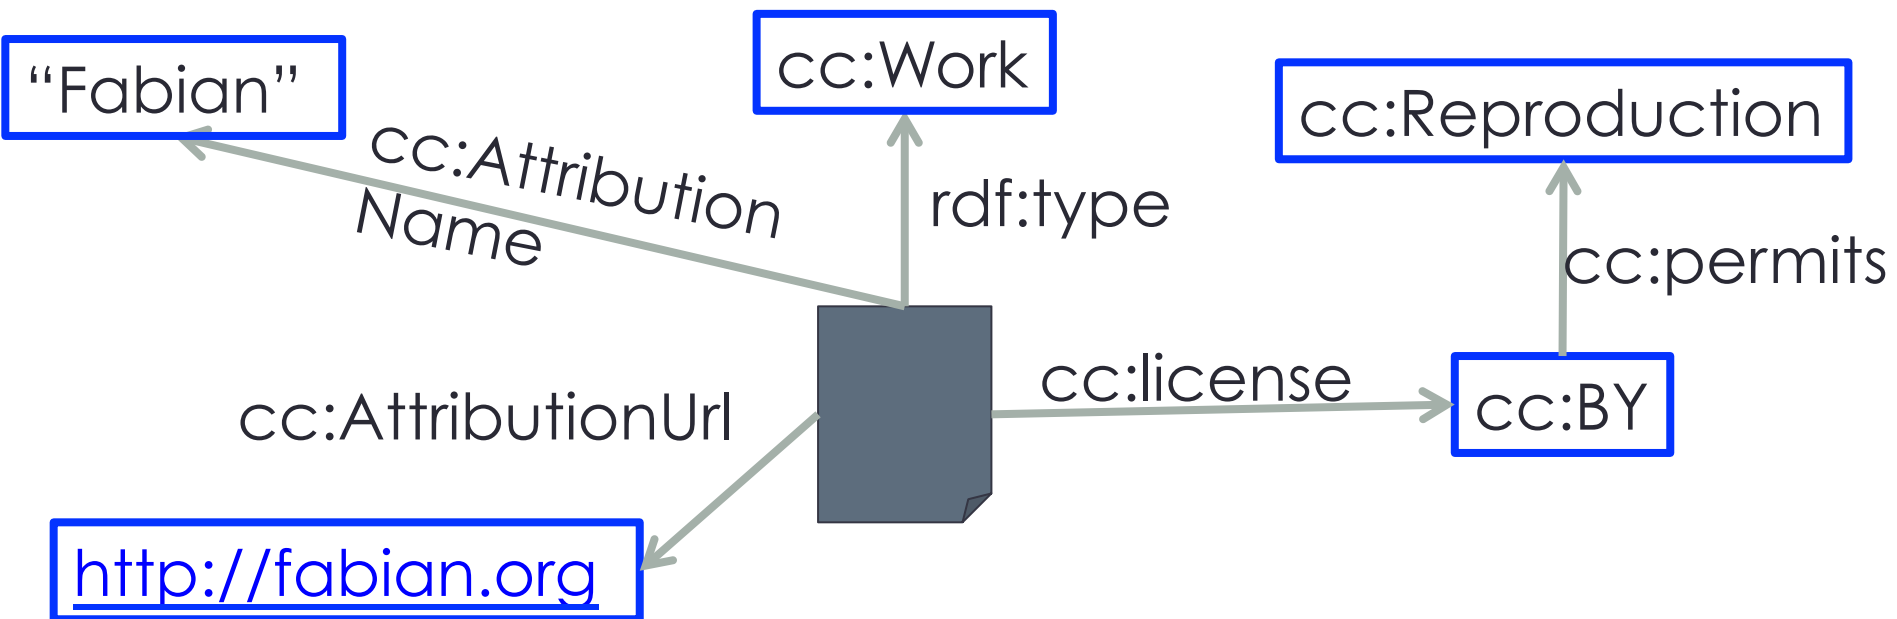 “Fabian”
cc:Work
cc:Reproduction
cc:Attribution
Name
rdf:type
cc:permits
cc:license
cc:BY
cc:AttributionUrl
http://fabian.org